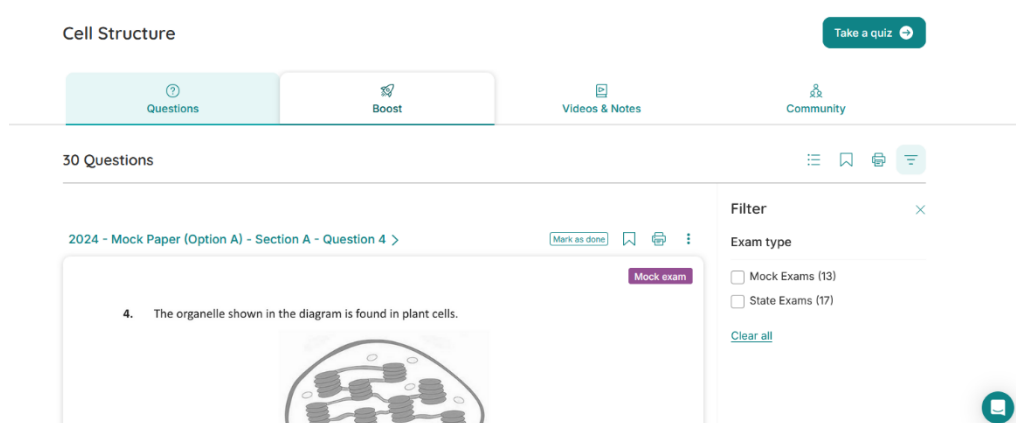 Cell Structure
Take a quiz
Questions
Boost
Videos & Notes
Community
30 Questions
Filter
2024 - Mock Paper (Option A) - Section A - Question 4
Mark as done
Exam type
Mock exam
Mock Exams (13)
State Exams (17)
4. The organelle shown in the diagram is found in plant cells.
Clear all